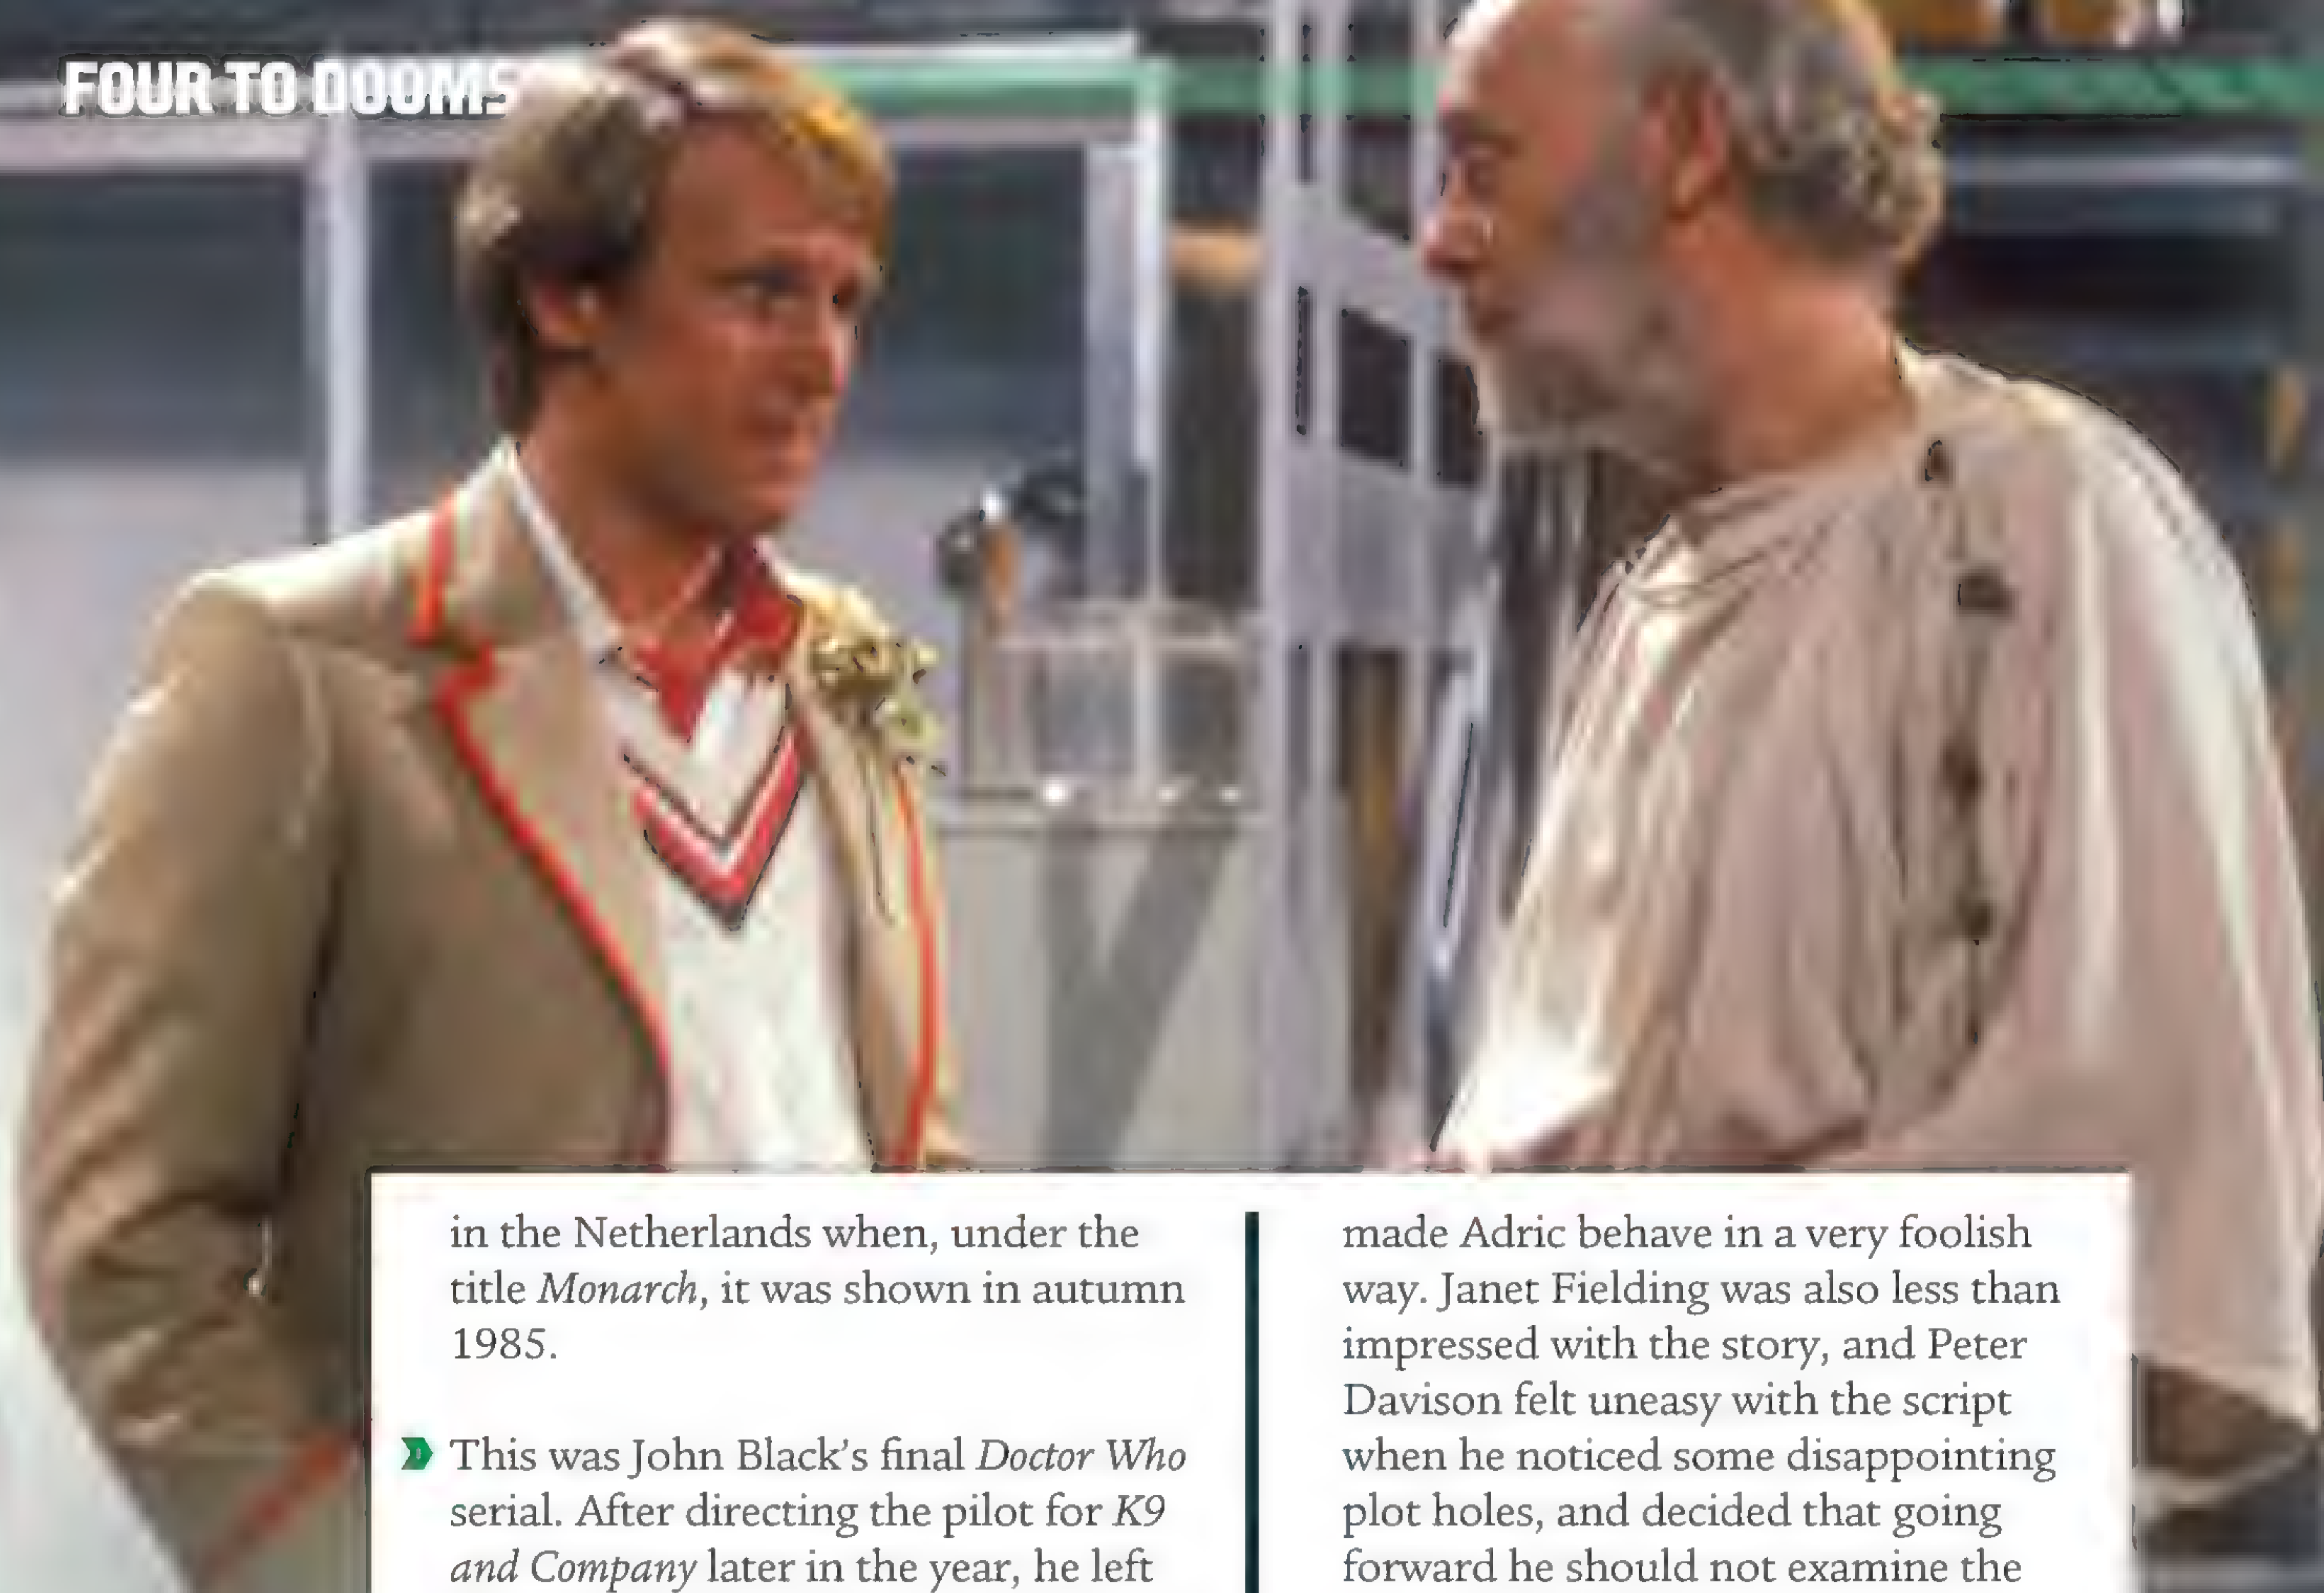 FOUR TO DOOMS
in the Netherlands when, under the
title Monarch, it was shown in autumn
1985.
This was John Black's final Doctor Who
serial. After directing the pilot for K9
and Company later in the year, he left
made Adric behave in a very foolish
way. Janet Fielding was also less than
impressed with the story, and Peter
Davison felt uneasy with the script
when he noticed some disappointing
plot holes, and decided that going
forward he should not examine the